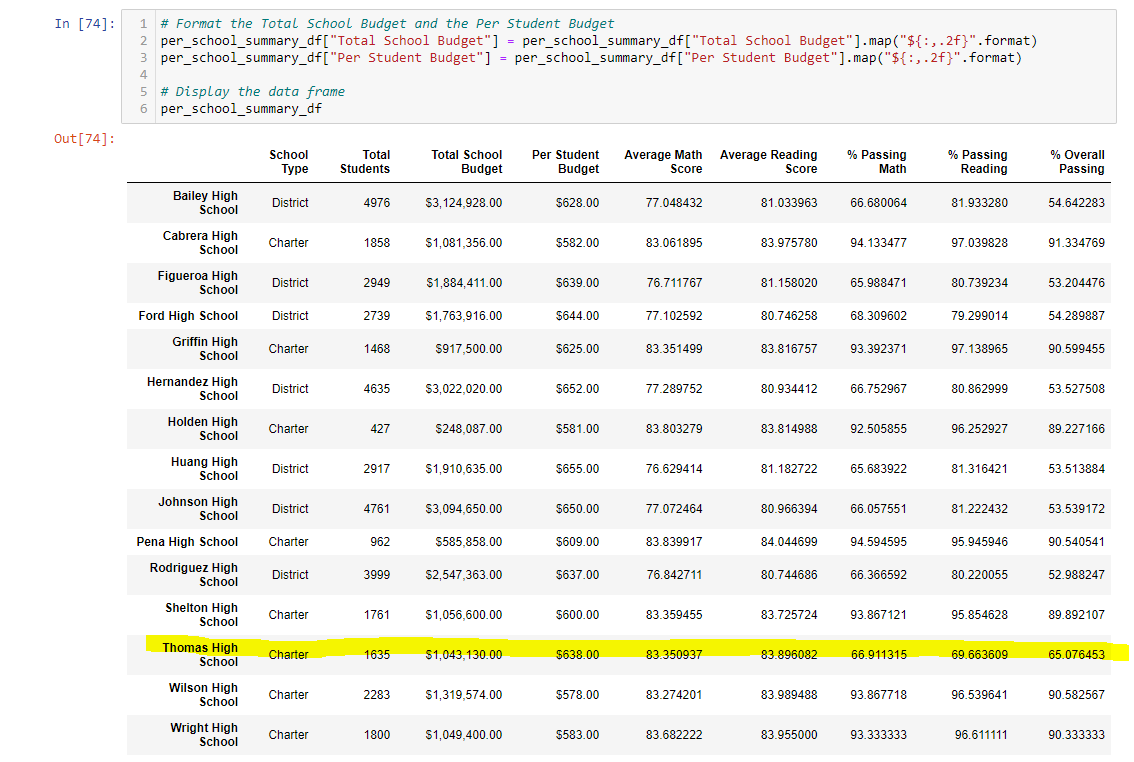 In [74]:
1 # Format the Total School Budget and the Per Student Budget
2 per_school_summary_df["Total School Budget"] = per_school_summary_df["Total School Budget"].map("${:,.2f}".format)
3 per_school_summary_df["Per Student Budget"] = per_school_summary_df["Per Student Budget"].map("${:,.2f}".format)
4
5 # Display the data frame
6 per_school_summary_df
Out[74]:
School Total Total School Per Student Average Math Average Reading % Passing % Passing % Overall
Type Students Budget Budget Score Score Math Reading Passing
Bailey High
School District 4976 $3,124,928.00 $628.00 77.048432 81.033963 66.680064 81.933280 54.642283
Cabrera High
School Charter 1858 $1,081,356.00 $582.00 83.061895 83.975780 94.133477 97.039828 91.334769
Figueroa High
School District 2949 $1,884,411.00 $639.00 76.711767 81.158020 65.988471 80.739234 53.204476
Ford High School District 2739 $1,763,916.00 $644.00 77.102592 80.746258 68.309602 79.299014 54.289887
Griffin High
School Charter 1468 $917,500.00 $625.00 83.351499 83.816757 93.392371 97.138965 90.599455
Hernandez High
School District 4635 $3,022,020.00 $652.00 77.289752 80.934412 66.752967 80.862999 53.527508
Holden High
School Charter 427 $248,087.00 $581.00 83.803279 83.814988 92.505855 96.252927 89.227166
Huang High
School District 2917 $1,910,635.00 $655.00 76.629414 81.182722 65.683922 81.316421 53.513884
Johnson High
School District 4761 $3,094,650.00 $650.00 77.072464 80.966394 66.057551 81.222432 53.539172
Pena High School Charter 962 $585,858.00 $609.00 83.839917 84.044699 94.594595 95.945946 90.540541
Rodriguez High
School District 3999 $2,547,363.00 $637.00 76.842711 80.744686 66.366592 80.220055 52.988247
Shelton High
School Charter 1761 $1,056,600.00 $600.00 83.359455 83.725724 93.867121 95.854628 89.892107
Thomas High
School Charter 1635 $1,043,130.00 $638.00 83.350937 83.896082 66.911315 69.663609 65.076453
Wilson High
School Charter 2283 $1,319,574.00 $578.00 83.274201 83.989488 93.867718 96.539641 90.582567
Wright High
School Charter 1800 $1,049,400.00 $583.00 83.682222 83.955000 93.333333 96.611111 90.333333